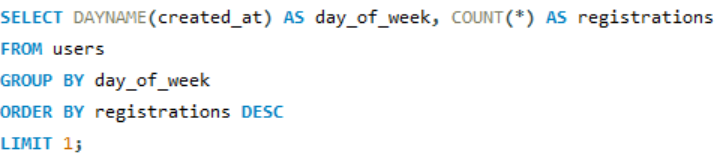 SELECT DAYNAME(created_at) AS day_of_week, COUNT(*) AS registrations
FROM users
GROUP BY day_of_week
ORDER BY registrations DESC
LIMIT 1;